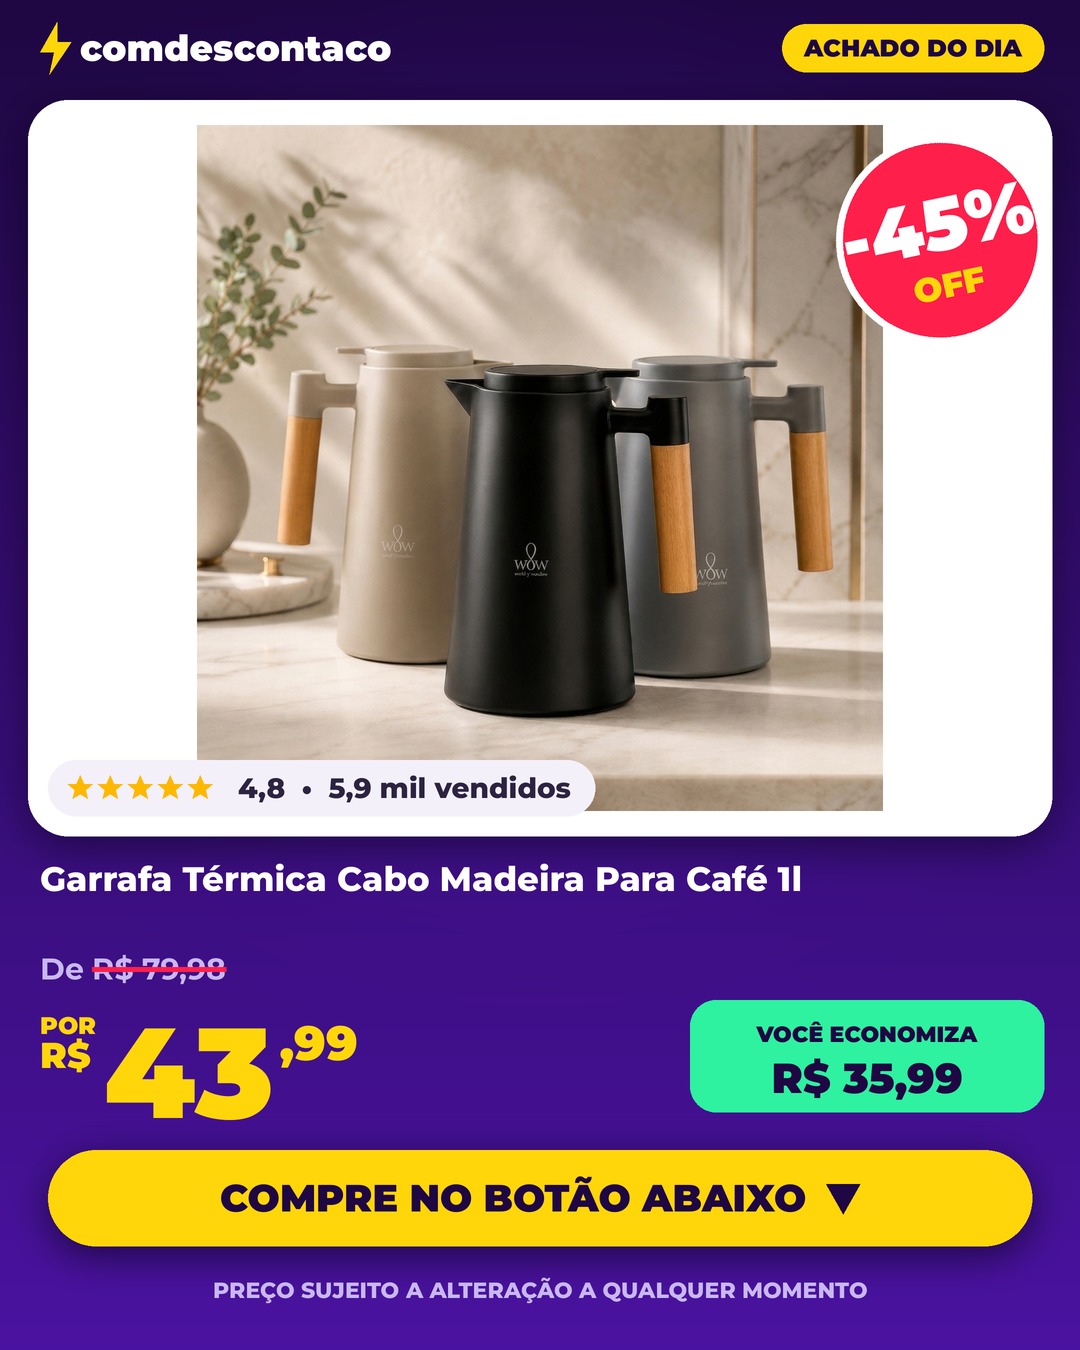 comdescontaco
ACHADO DO DIA
-45%
OFF
wow
wow
wow
4,8 • 5,9 mil vendidos
Garrafa Térmica Cabo Madeira Para Café 1l
De R$ 79,98
POR
R$ 43,99
VOCÊ ECONOMIZA
R$ 35,99
COMPRE NO BOTÃO ABAIXO ▼
PREÇO SUJEITO A ALTERAÇÃO A QUALQUER MOMENTO